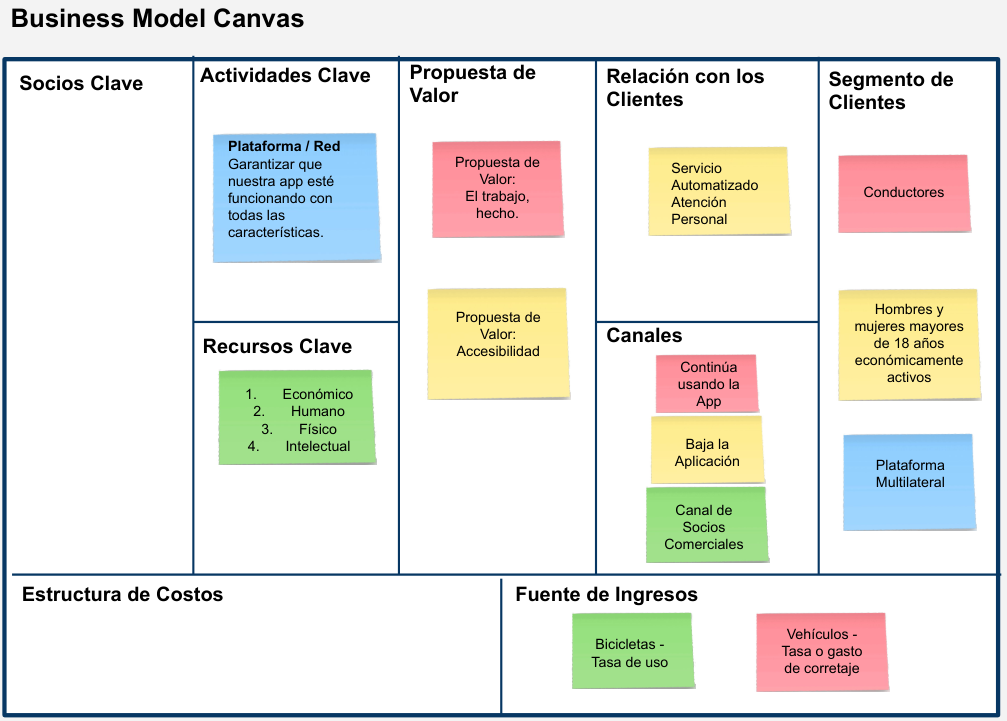 Business Model Canvas
Socios Clave
Actividades Clave
Plataforma / Red
Garantizar que
nuestra app esté
funcionando con
todas las
características.
Recursos Clave
1. Económico
2. Humano
3. Físico
4. Intelectual
Propuesta de
Valor
Propuesta de
Valor:
El trabajo,
hecho.
Propuesta de
Valor:
Accesibilidad
Relación con los
Clientes
Servicio
Automatizado
Atención
Personal
Canales
Continúa
usando la
App
Baja la
Aplicación
Canal de
Socios
Comerciales
Segmento de
Clientes
Conductores
Hombres y
mujeres mayores
de 18 años
económicamente
activos
Plataforma
Multilateral
Estructura de Costos
Fuente de Ingresos
Bicicletas -
Tasa de uso
Vehículos -
Tasa o gasto
de corretaje